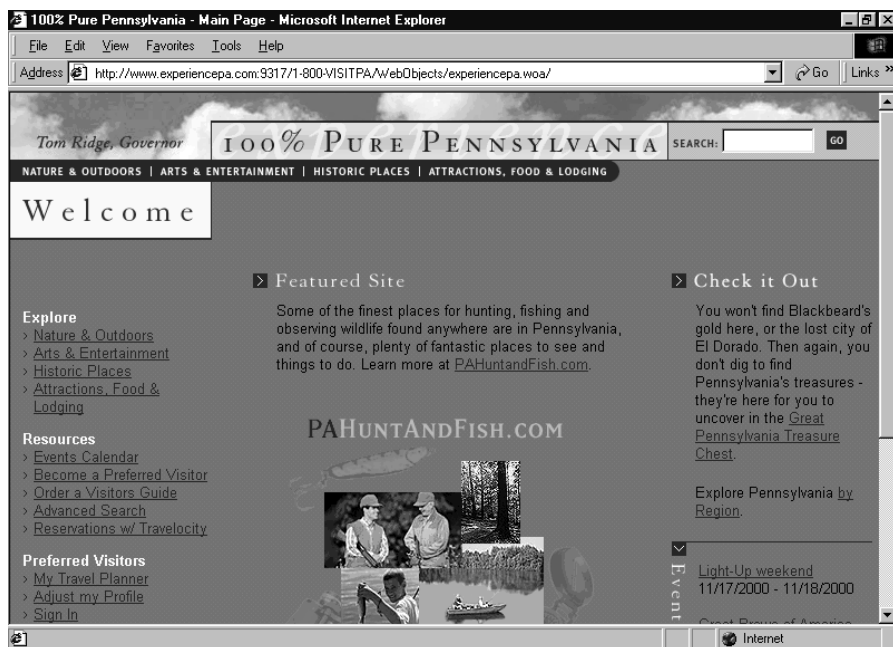 100% Pure Pennsylvania - Main Page - Microsoft Internet Explorer
File Edit View Favorites Tools Help
Address http://www.experiencepa.com:9317/1-800-VISITPA/WebObjects/experiencepa.woa/ Go Links »
experience
Tom Ridge, Governor 100% PURE PENNSYLVANIA SEARCH: GO
NATURE & OUTDOORS | ARTS & ENTERTAINMENT | HISTORIC PLACES | ATTRACTIONS, FOOD & LODGING
Welcome
Explore
› Nature & Outdoors
› Arts & Entertainment
› Historic Places
› Attractions, Food &
Lodging
Resources
› Events Calendar
› Become a Preferred Visitor
› Order a Visitors Guide
› Advanced Search
› Reservations w/ Travelocity
Preferred Visitors
› My Travel Planner
› Adjust my Profile
› Sign In
Featured Site
Some of the finest places for hunting, fishing and
observing wildlife found anywhere are in Pennsylvania,
and of course, plenty of fantastic places to see and
things to do. Learn more at PAHuntandFish.com.
PAHUNTANDFISH.COM
Check it Out
You won't find Blackbeard's
gold here, or the lost city of
El Dorado. Then again, you
don't dig to find
Pennsylvania's treasures -
they're here for you to
uncover in the Great
Pennsylvania Treasure
Chest.
Explore Pennsylvania by
Region.
Event
Light-Up weekend
11/17/2000 - 11/18/2000
Internet